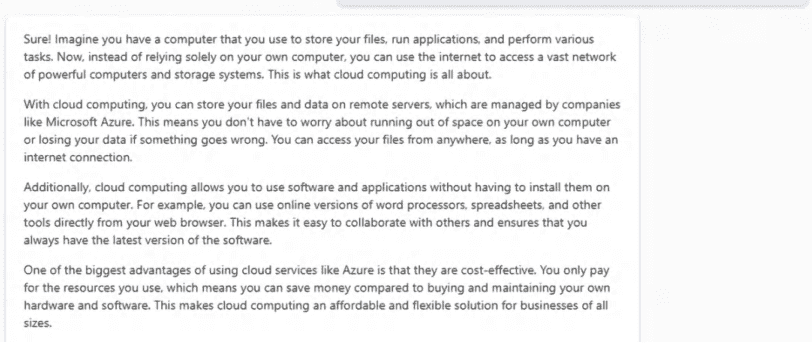 Sure! Imagine you have a computer that you use to store your files, run applications, and perform various
tasks. Now, instead of relying solely on your own computer, you can use the internet to access a vast network
of powerful computers and storage systems. This is what cloud computing is all about.
With cloud computing, you can store your files and data on remote servers, which are managed by companies
like Microsoft Azure. This means you don't have to worry about running out of space on your own computer
or losing your data if something goes wrong. You can access your files from anywhere, as long as you have an
internet connection.
Additionally, cloud computing allows you to use software and applications without having to install them on
your own computer. For example, you can use online versions of word processors, spreadsheets, and other
tools directly from your web browser. This makes it easy to collaborate with others and ensures that you
always have the latest version of the software.
One of the biggest advantages of using cloud services like Azure is that they are cost-effective. You only pay
for the resources you use, which means you can save money compared to buying and maintaining your own
hardware and software. This makes cloud computing an affordable and flexible solution for businesses of all
sizes.